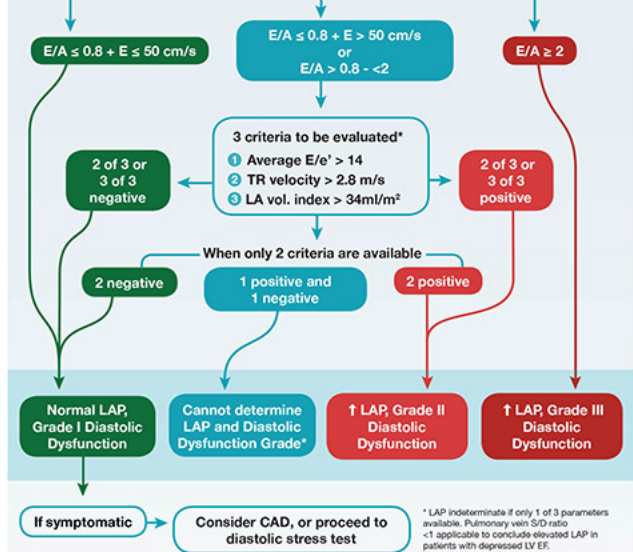 E/A ≤ 0.8 + E ≤ 50 cm/s
E/A ≤ 0.8 + E > 50 cm/s
or
E/A > 0.8 - <2
E/A ≥ 2
3 criteria to be evaluated*
1 Average E/e' > 14
2 TR velocity > 2.8 m/s
3 LA vol. index > 34ml/m²
2 of 3 or
3 of 3
negative
2 of 3 or
3 of 3
positive
When only 2 criteria are available
2 negative
1 positive and
1 negative
2 positive
Normal LAP,
Grade I Diastolic
Dysfunction
Cannot determine
LAP and Diastolic
Dysfunction Grade*
↑ LAP, Grade II
Diastolic
Dysfunction
↑ LAP, Grade III
Diastolic
Dysfunction
If symptomatic
Consider CAD, or proceed to
diastolic stress test
* LAP indeterminate if only 1 of 3 parameters
available. Pulmonary vein S/D ratio
<1 applicable to conclude elevated LAP in
patients with depressed LV EF.